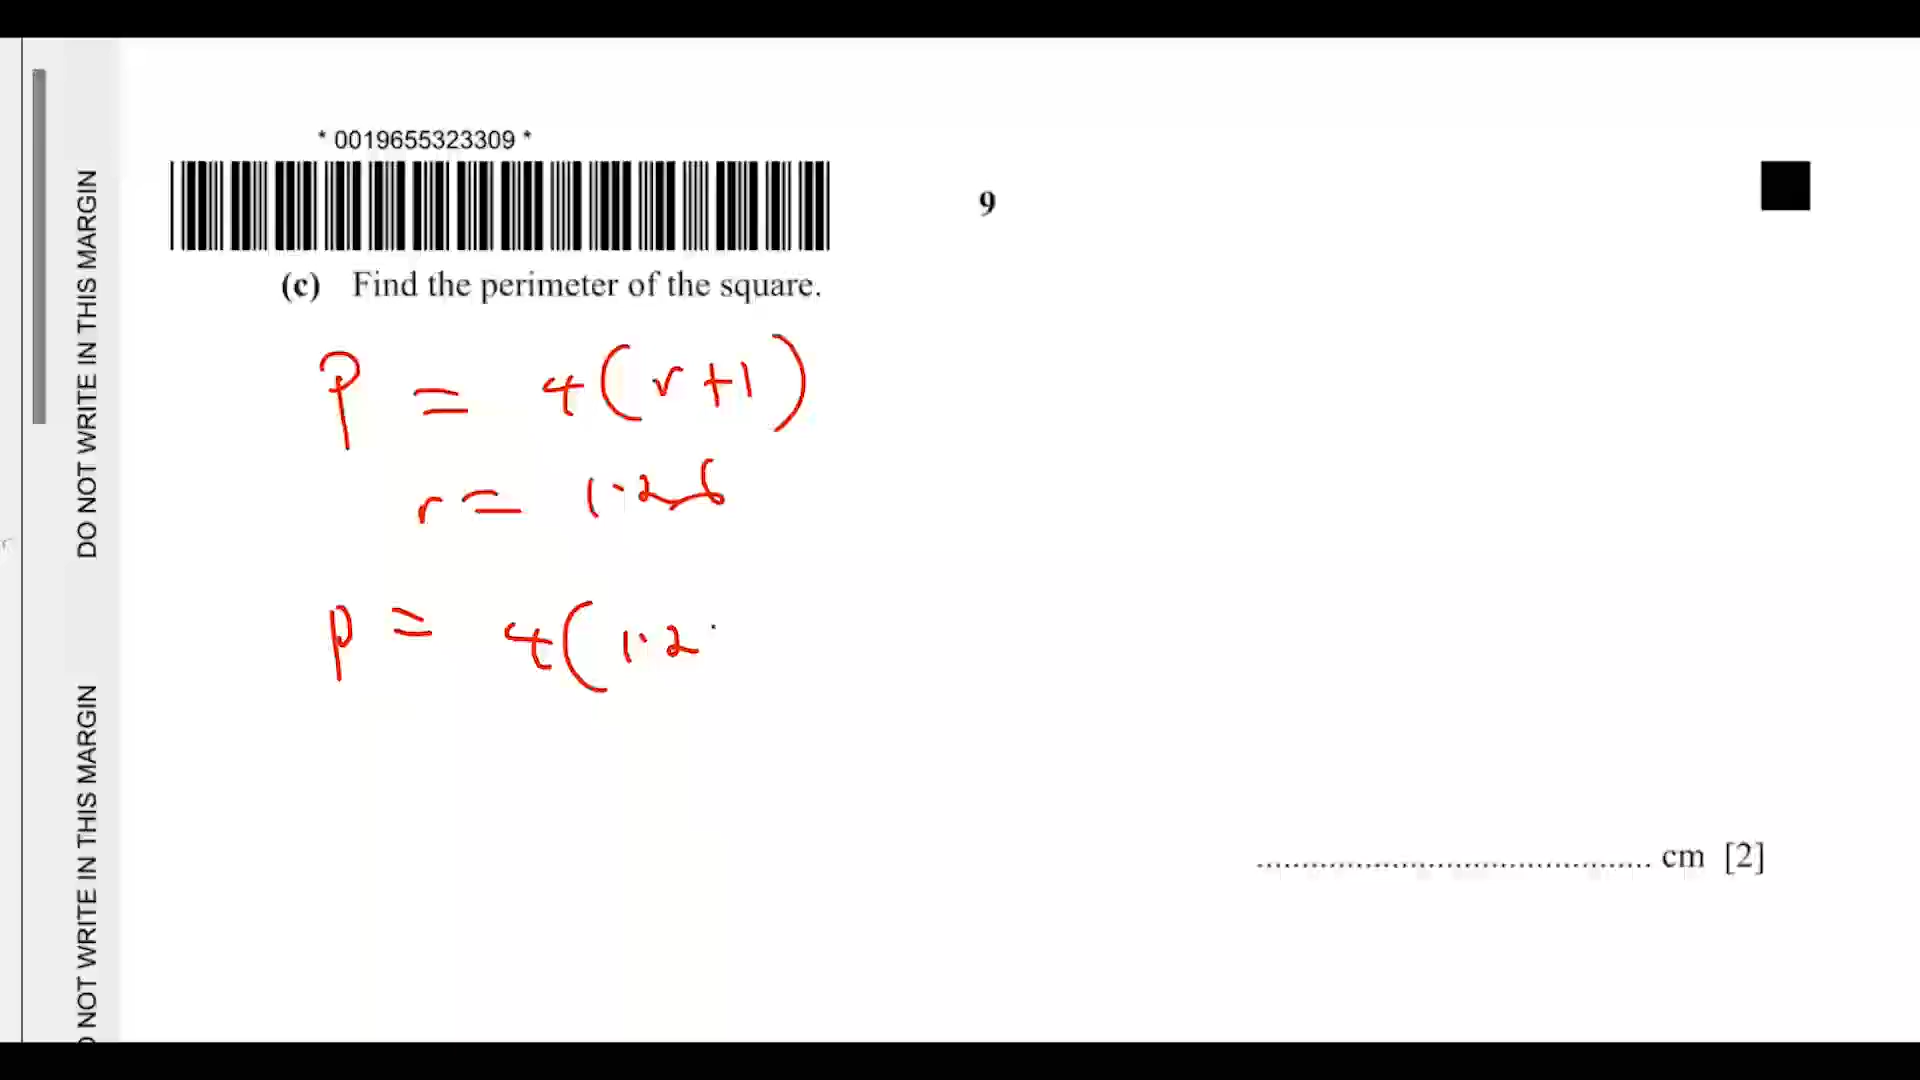 * 0019655323309 *
9
DO NOT WRITE IN THIS MARGIN
(c) Find the perimeter of the square.
P = 4(r+1)
r = 1.26
P = 4(1.2
DO NOT WRITE IN THIS MARGIN
.......................................... cm [2]